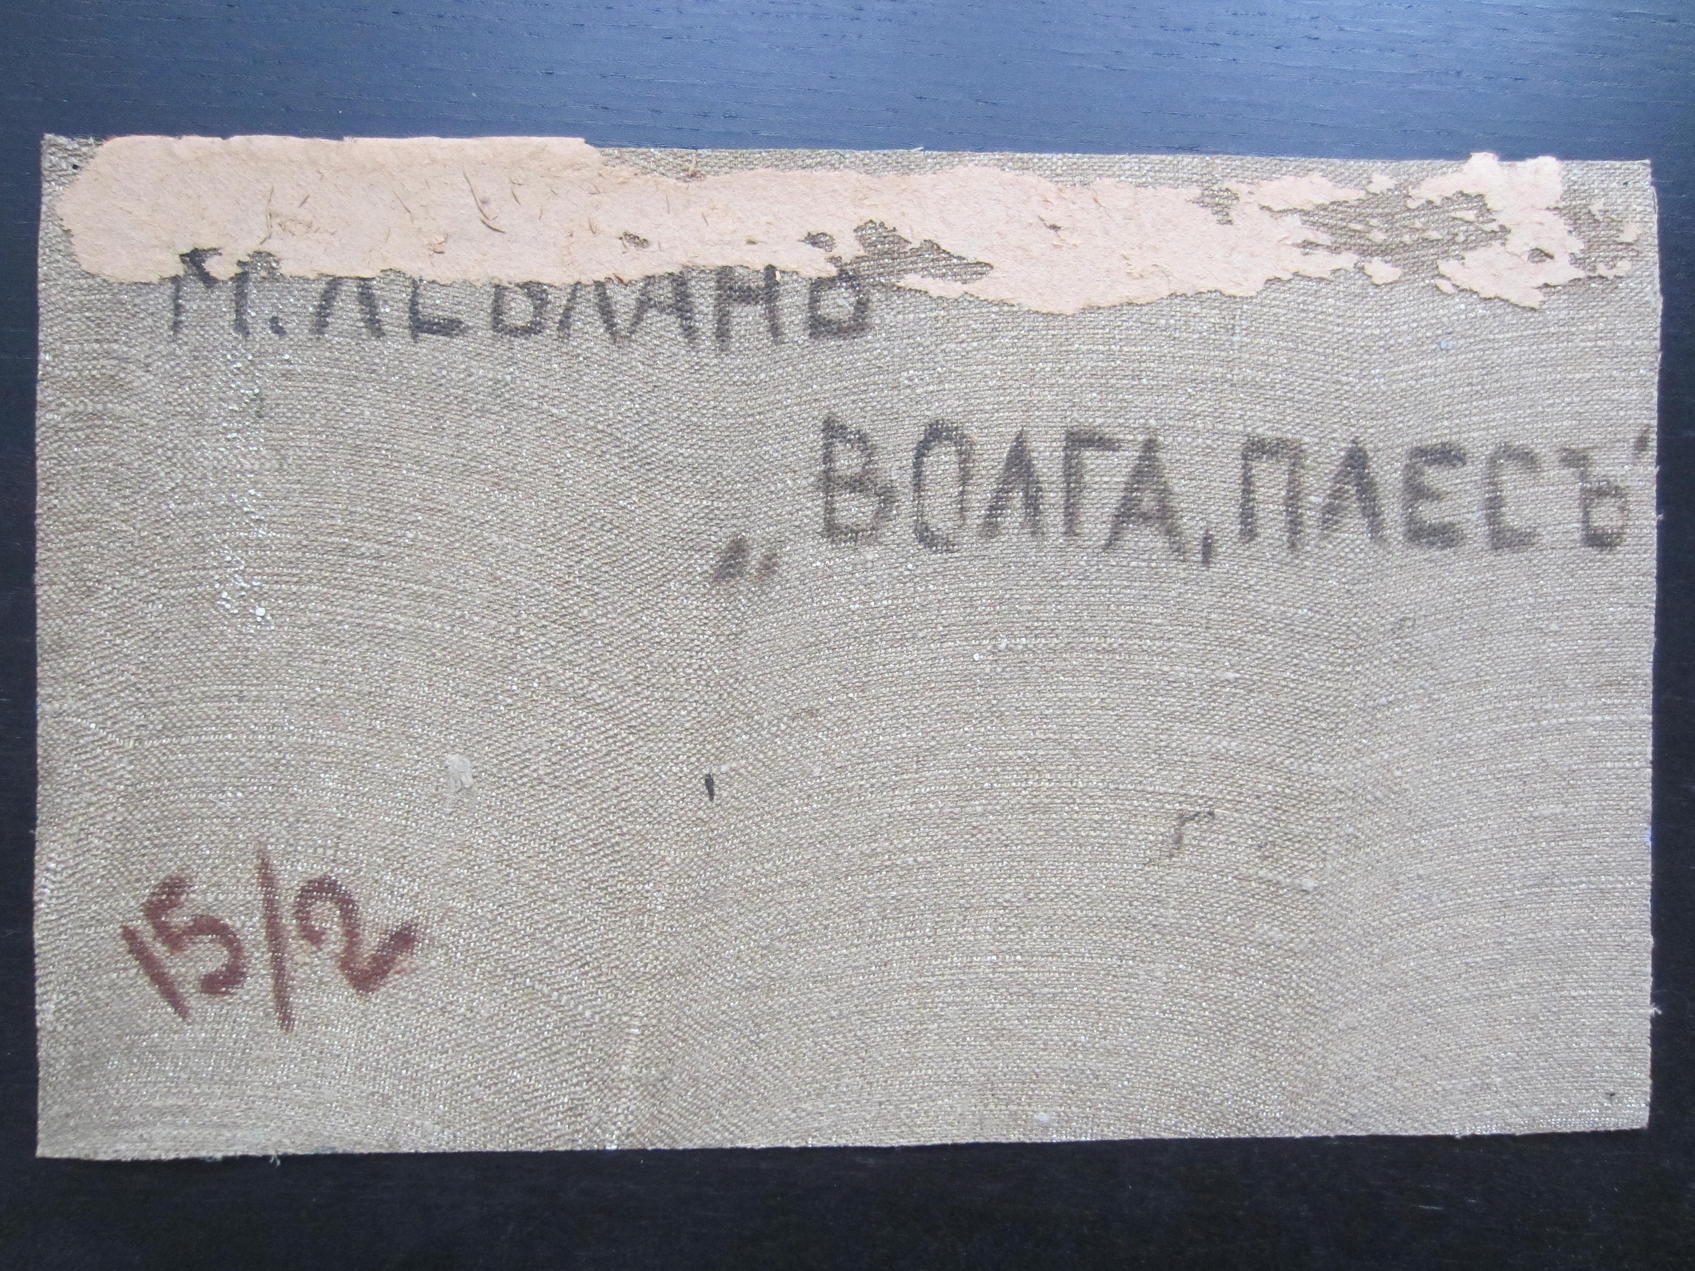 М. ЛЕБЛАНЪ
„ВОЛГА, ПЛЕСЪ"
15/2